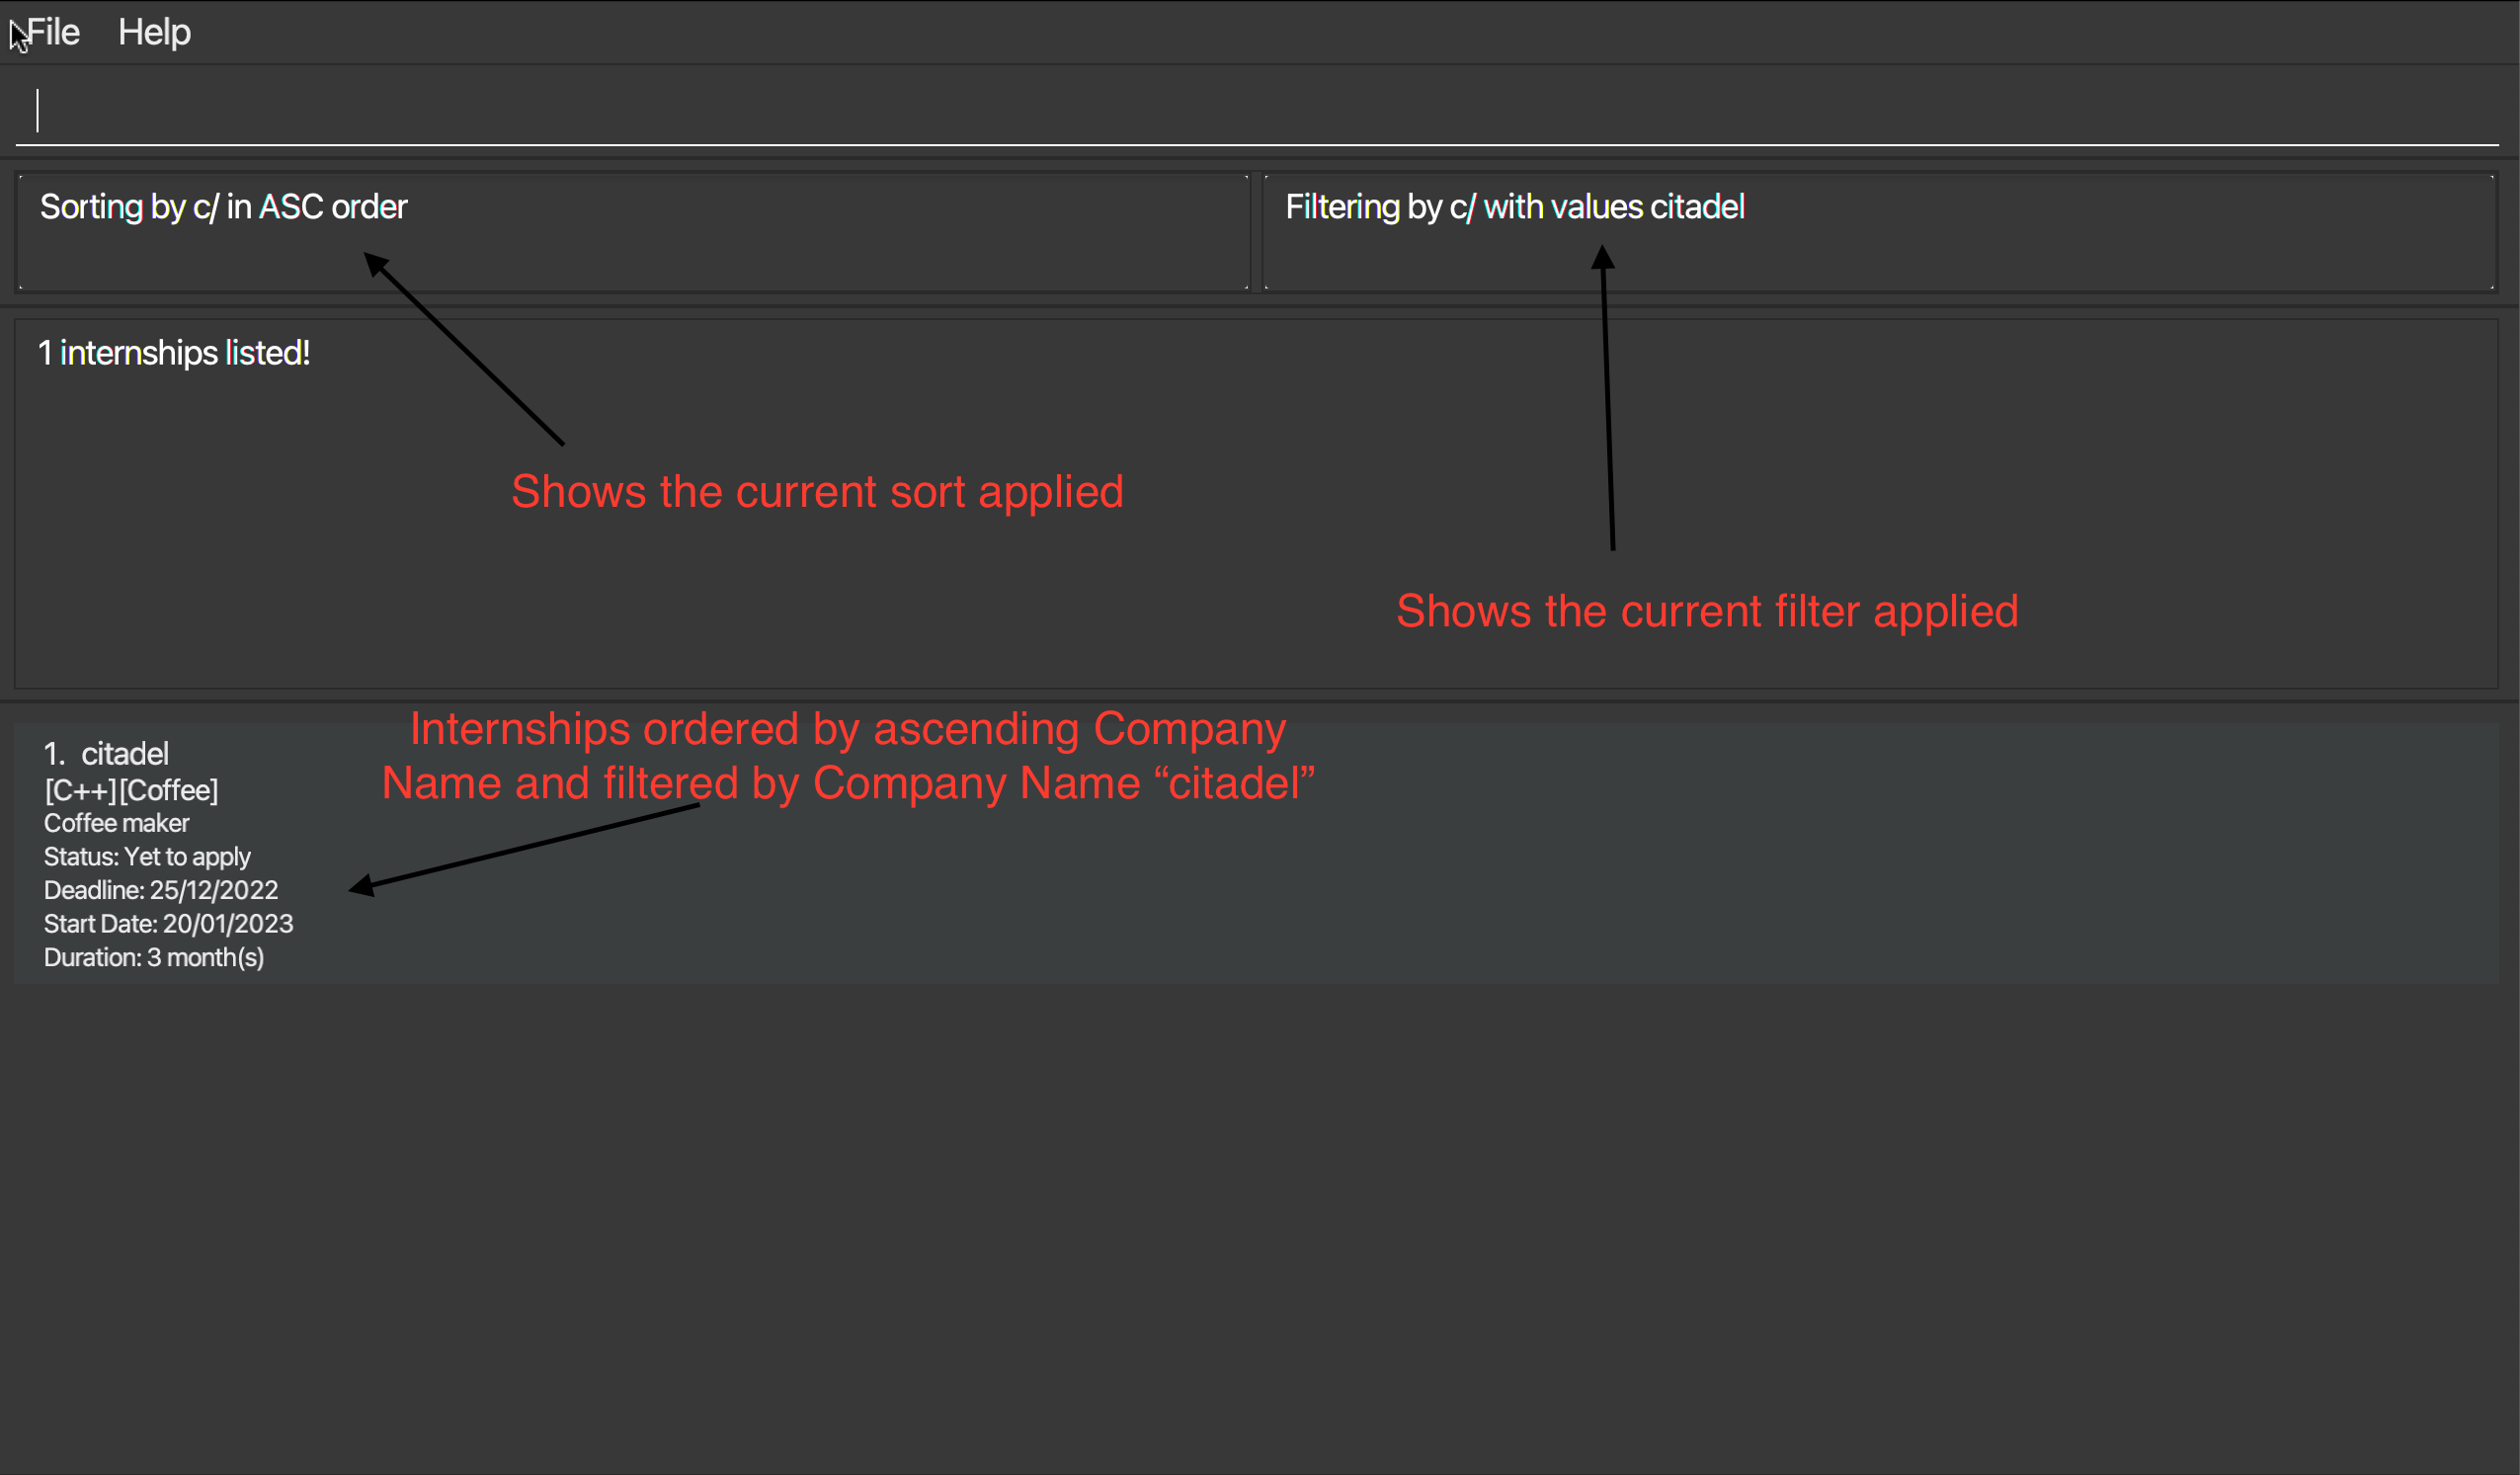 File Help
Sorting by c/ in ASC order
Filtering by c/ with values citadel
1 internships listed!
Shows the current sort applied
Shows the current filter applied
Internships ordered by ascending Company
Name and filtered by Company Name “citadel”
1. citadel
[C++][Coffee]
Coffee maker
Status: Yet to apply
Deadline: 25/12/2022
Start Date: 20/01/2023
Duration: 3 month(s)